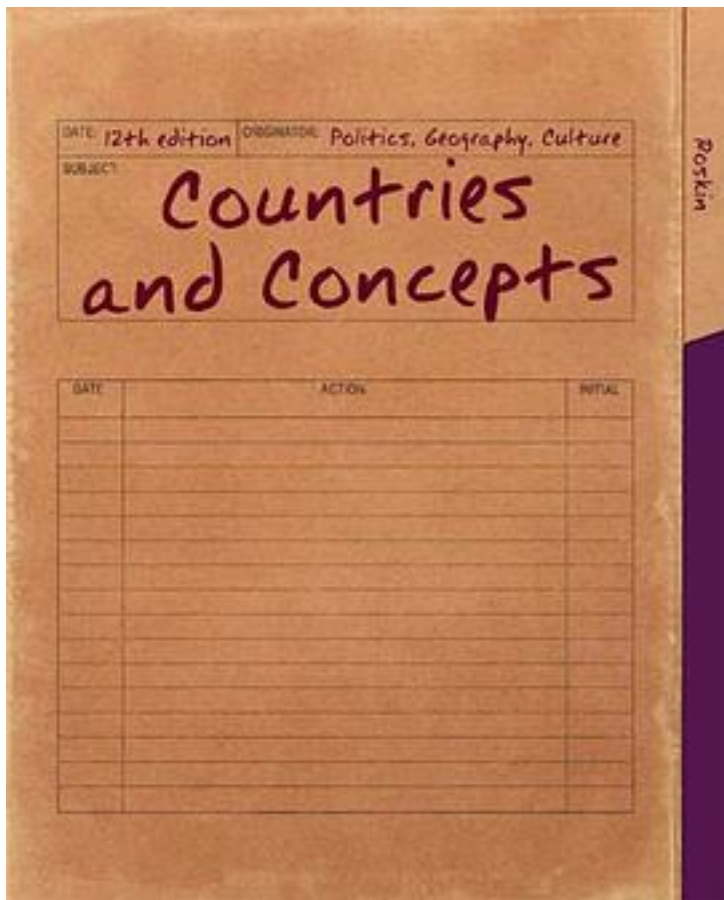 DATE: 12th edition ORIGINATOR: Politics, Geography, Culture
SUBJECT:
Countries
and Concepts
DATE ACTION INITIAL
Roskin